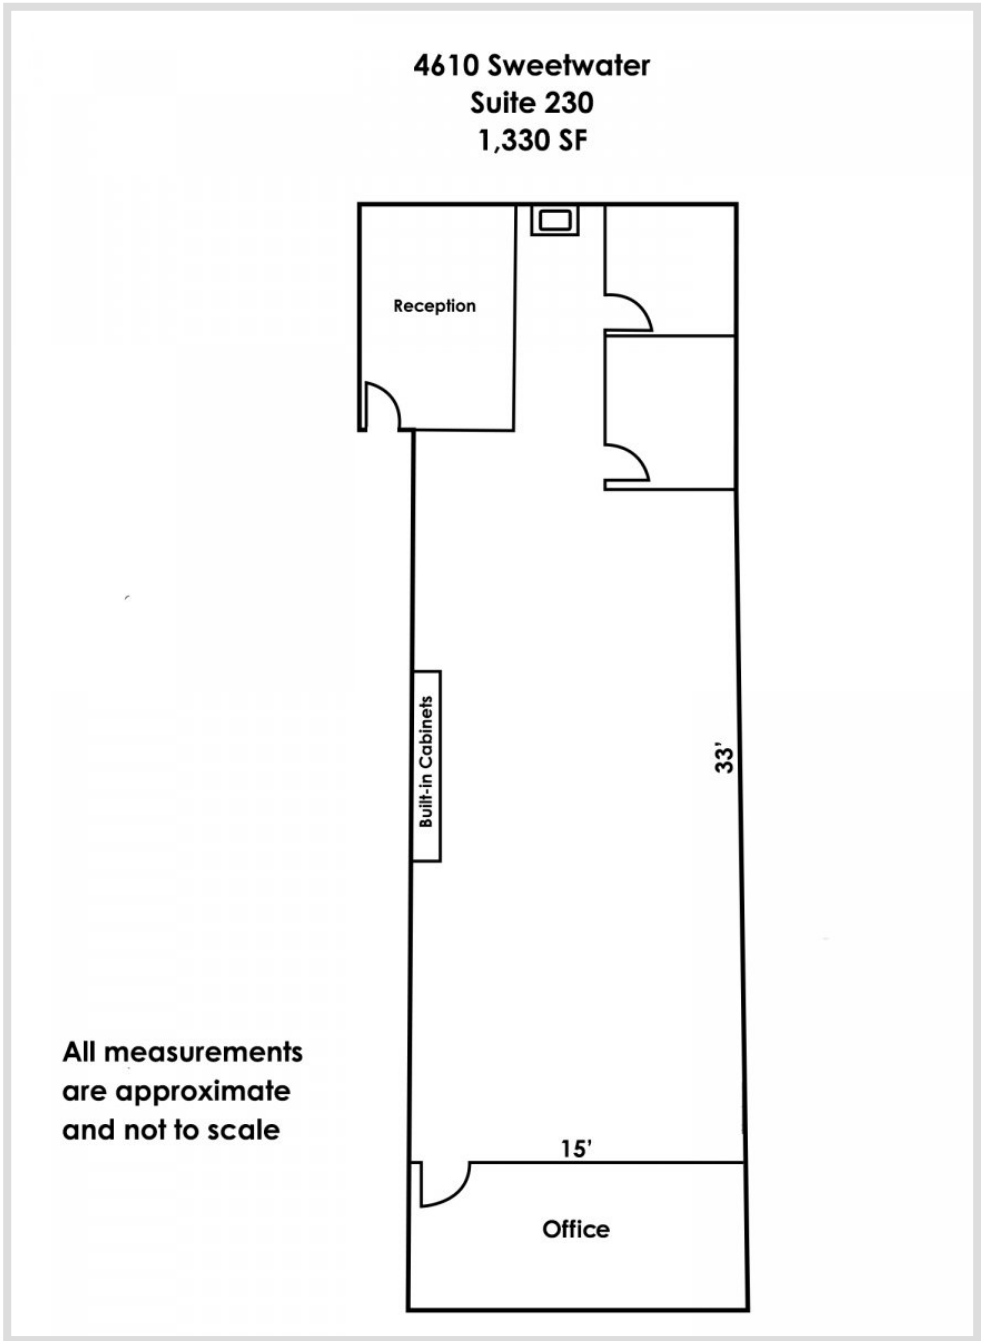 4610 Sweetwater
Suite 230
1,330 SF
Reception
Built-in Cabinets
33’
All measurements
are approximate
and not to scale
15’
Office